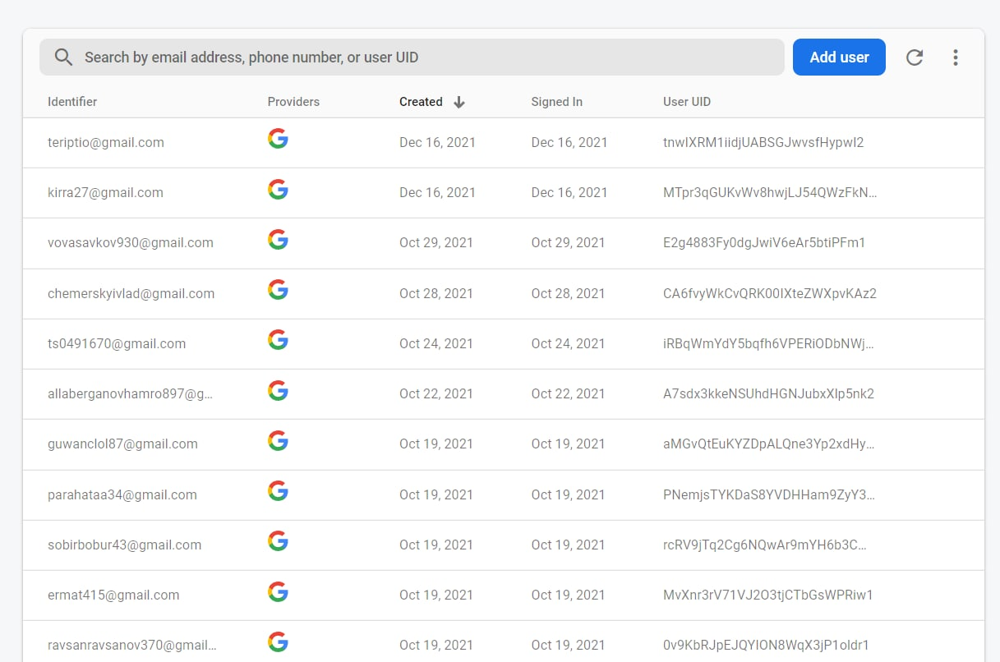 Search by email address, phone number, or user UID Add user
Identifier Providers Created Signed In User UID
teriptio@gmail.com Dec 16, 2021 Dec 16, 2021 tnwIXRM1iidjUABSGJwvsfHypwI2
kirra27@gmail.com Dec 16, 2021 Dec 16, 2021 MTpr3qGUKvWv8hwjLJ54QWzFkN...
vovasavkov930@gmail.com Oct 29, 2021 Oct 29, 2021 E2g4883Fy0dgJwiV6eAr5btiPFm1
chemerskyivlad@gmail.com Oct 28, 2021 Oct 28, 2021 CA6fvyWkCvQRK00IXteZWXpvKAz2
ts0491670@gmail.com Oct 24, 2021 Oct 24, 2021 iRBqWmYdY5bqfh6VPERiODbNWj...
allaberganovhamro897@g... Oct 22, 2021 Oct 22, 2021 A7sdx3kkeNSUhdHGNJubxXIp5nk2
guwanclol87@gmail.com Oct 19, 2021 Oct 19, 2021 aMGvQtEuKYZDpALQne3Yp2xdHy...
parahataa34@gmail.com Oct 19, 2021 Oct 19, 2021 PNemjsTYKDaS8YVDHHam9ZyY3...
sobirbobur43@gmail.com Oct 19, 2021 Oct 19, 2021 rcRV9jTq2Cg6NQwAr9mYH6b3C...
ermat415@gmail.com Oct 19, 2021 Oct 19, 2021 MvXnr3rV71VJ2O3tjCTbGsWPRiw1
ravsanravsanov370@gmail... Oct 19, 2021 Oct 19, 2021 0v9KbRJpEJQYION8WqX3jP1oldr1